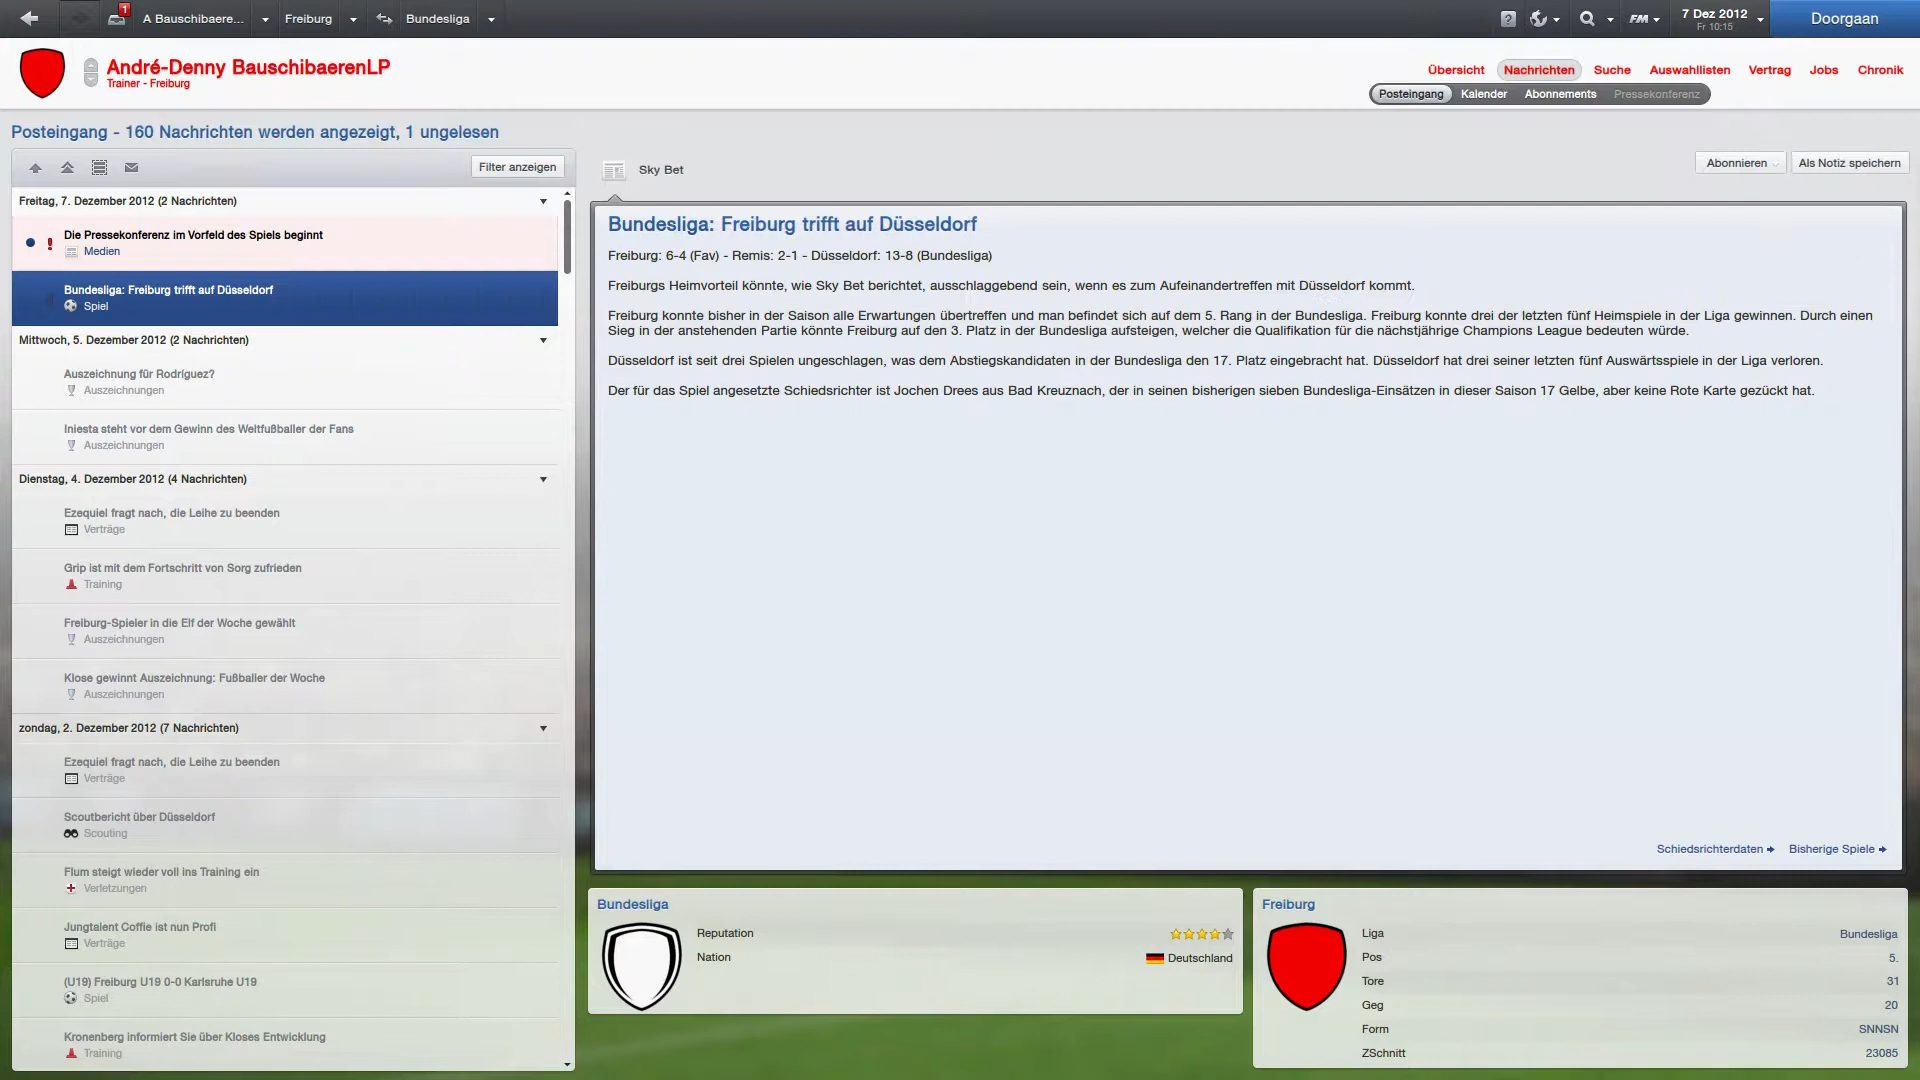 1
A Bauschibaere...
Freiburg
Bundesliga
?
FM
7 Dez 2012
Fr 10:15
Doorgaan
André-Denny BauschibaerenLP
Trainer - Freiburg
Übersicht
Nachrichten
Suche
Auswahllisten
Vertrag
Jobs
Chronik
Posteingang
Kalender
Abonnements
Pressekonferenz
Posteingang - 160 Nachrichten werden angezeigt, 1 ungelesen
Filter anzeigen
Freitag, 7. Dezember 2012 (2 Nachrichten)
Die Pressekonferenz im Vorfeld des Spiels beginnt
Medien
Bundesliga: Freiburg trifft auf Düsseldorf
Spiel
Mittwoch, 5. Dezember 2012 (2 Nachrichten)
Auszeichnung für Rodríguez?
Auszeichnungen
Iniesta steht vor dem Gewinn des Weltfußballer der Fans
Auszeichnungen
Dienstag, 4. Dezember 2012 (4 Nachrichten)
Ezequiel fragt nach, die Leihe zu beenden
Verträge
Grip ist mit dem Fortschritt von Sorg zufrieden
Training
Freiburg-Spieler in die Elf der Woche gewählt
Auszeichnungen
Klose gewinnt Auszeichnung: Fußballer der Woche
Auszeichnungen
zondag, 2. Dezember 2012 (7 Nachrichten)
Ezequiel fragt nach, die Leihe zu beenden
Verträge
Scoutbericht über Düsseldorf
Scouting
Flum steigt wieder voll ins Training ein
Verletzungen
Jungtalent Coffie ist nun Profi
Verträge
(U19) Freiburg U19 0-0 Karlsruhe U19
Spiel
Kronenberg informiert Sie über Kloses Entwicklung
Training
Sky Bet
Abonnieren
Als Notiz speichern
Bundesliga: Freiburg trifft auf Düsseldorf
Freiburg: 6-4 (Fav) - Remis: 2-1 - Düsseldorf: 13-8 (Bundesliga)
Freiburgs Heimvorteil könnte, wie Sky Bet berichtet, ausschlaggebend sein, wenn es zum Aufeinandertreffen mit Düsseldorf kommt.
Freiburg konnte bisher in der Saison alle Erwartungen übertreffen und man befindet sich auf dem 5. Rang in der Bundesliga. Freiburg konnte drei der letzten fünf Heimspiele in der Liga gewinnen. Durch einen
Sieg in der anstehenden Partie könnte Freiburg auf den 3. Platz in der Bundesliga aufsteigen, welcher die Qualifikation für die nächstjährige Champions League bedeuten würde.
Düsseldorf ist seit drei Spielen ungeschlagen, was dem Abstiegskandidaten in der Bundesliga den 17. Platz eingebracht hat. Düsseldorf hat drei seiner letzten fünf Auswärtsspiele in der Liga verloren.
Der für das Spiel angesetzte Schiedsrichter ist Jochen Drees aus Bad Kreuznach, der in seinen bisherigen sieben Bundesliga-Einsätzen in dieser Saison 17 Gelbe, aber keine Rote Karte gezückt hat.
Schiedsrichterdaten
Bisherige Spiele
Bundesliga
Reputation
Nation
Deutschland
Freiburg
Liga
Bundesliga
Pos
5.
Tore
31
Geg
20
Form
SNNSN
ZSchnitt
23085